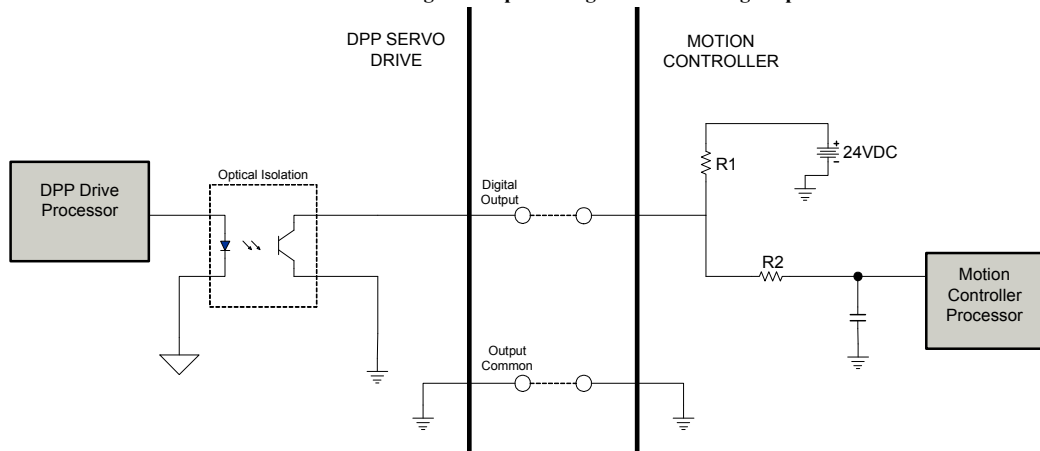 DPP SERVO
DRIVE
MOTION
CONTROLLER
DPP Drive
Processor
Optical Isolation
Digital
Output
R1
+
24VDC
-
R2
Motion
Controller
Processor
Output
Common